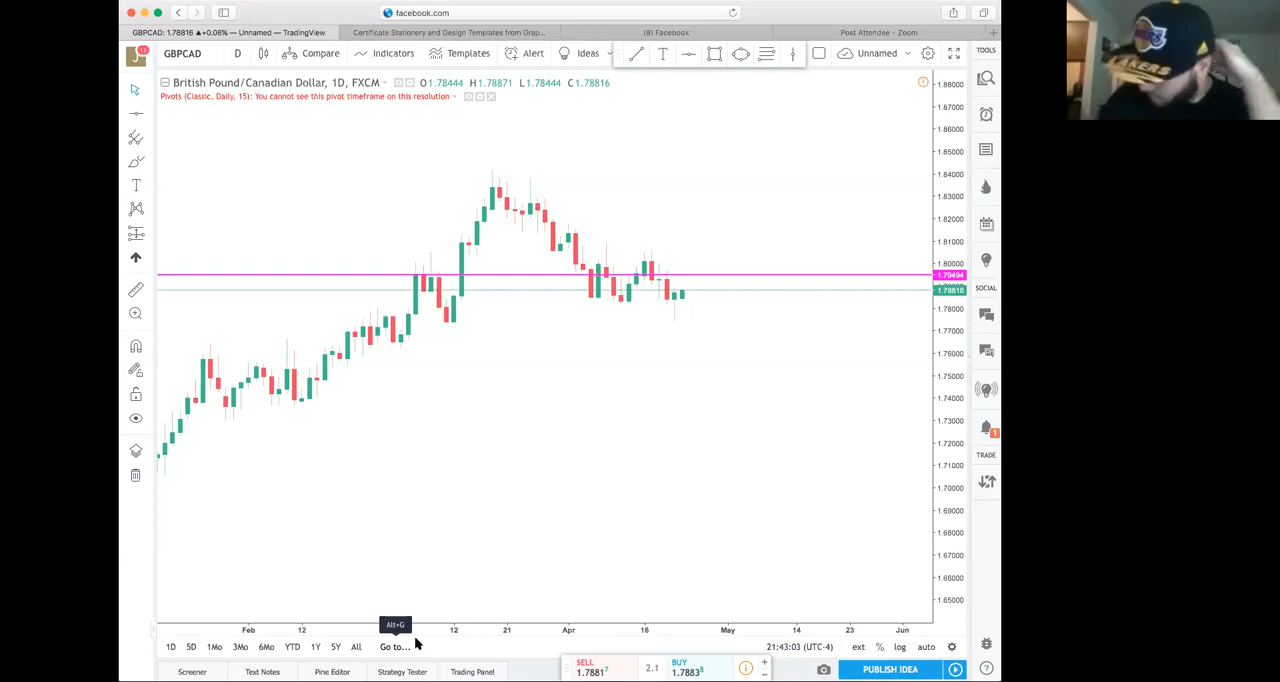 facebook.com
GBPCAD: 1.78816 ▲+0.06% — Unnamed — TradingView
Certificate Stationery and Design Templates from Grap...
(8) Facebook
Post Attendee - Zoom
11
GBPCAD
D
Compare
Indicators
Templates
Alert
Ideas
Unnamed
TOOLS
British Pound/Canadian Dollar, 1D, FXCM
O1.78444 H1.78871 L1.78444 C1.78816
Pivots (Classic, Daily, 15): You cannot see this pivot timeframe on this resolution
1.88000
1.87000
1.86000
1.85000
1.84000
1.83000
1.82000
1.81000
1.80000
1.79494
1.78816
1.77000
1.76000
1.75000
1.74000
1.73000
1.72000
1.71000
1.70000
1.69000
1.68000
1.67000
1.66000
1.65000
SOCIAL
1
TRADE
Alt+G
Feb
12
12
21
Apr
16
May
14
23
Jun
1D 5D 1Mo 3Mo 6Mo YTD 1Y 5Y All Go to...
21:43:03 (UTC-4)
ext % log auto
Screener
Text Notes
Pine Editor
Strategy Tester
Trading Panel
SELL
1.78817
2.1
BUY
1.78838
PUBLISH IDEA